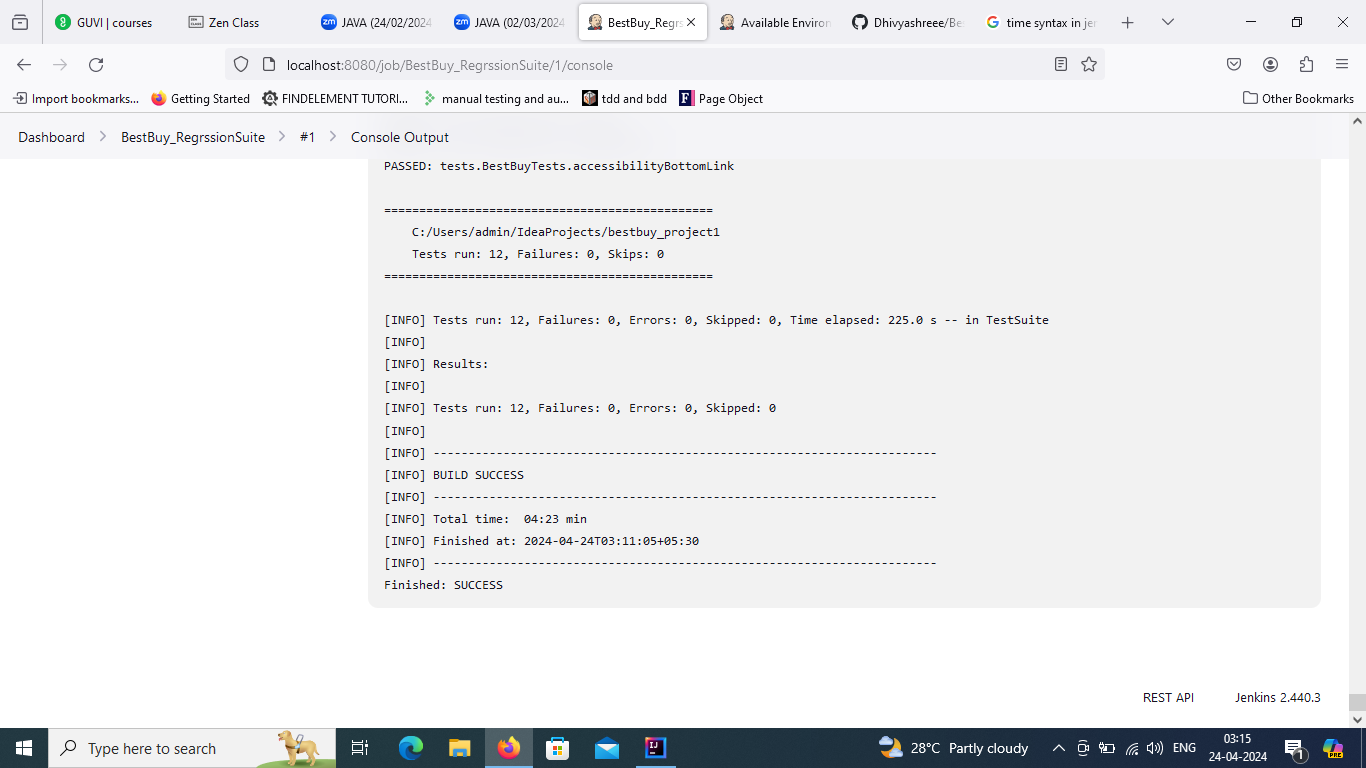 GUVI | courses
Zen Class
JAVA (24/02/2024
JAVA (02/03/2024
BestBuy_Regrs
Available Environ
Dhivyashreee/Be
time syntax in jer
localhost:8080/job/BestBuy_RegrssionSuite/1/console
Import bookmarks...
Getting Started
FINDELEMENT TUTORI...
manual testing and au...
tdd and bdd
Page Object
Other Bookmarks
Dashboard > BestBuy_RegrssionSuite > #1 > Console Output
PASSED: tests.BestBuyTests.accessibilityBottomLink
===============================================
C:/Users/admin/IdeaProjects/bestbuy_project1
Tests run: 12, Failures: 0, Skips: 0
===============================================
[INFO] Tests run: 12, Failures: 0, Errors: 0, Skipped: 0, Time elapsed: 225.0 s -- in TestSuite
[INFO]
[INFO] Results:
[INFO]
[INFO] Tests run: 12, Failures: 0, Errors: 0, Skipped: 0
[INFO]
[INFO] ------------------------------------------------------------------------
[INFO] BUILD SUCCESS
[INFO] ------------------------------------------------------------------------
[INFO] Total time:  04:23 min
[INFO] Finished at: 2024-04-24T03:11:05+05:30
[INFO] ------------------------------------------------------------------------
Finished: SUCCESS
REST API
Jenkins 2.440.3
Type here to search
28°C Partly cloudy
ENG
03:15
24-04-2024
1